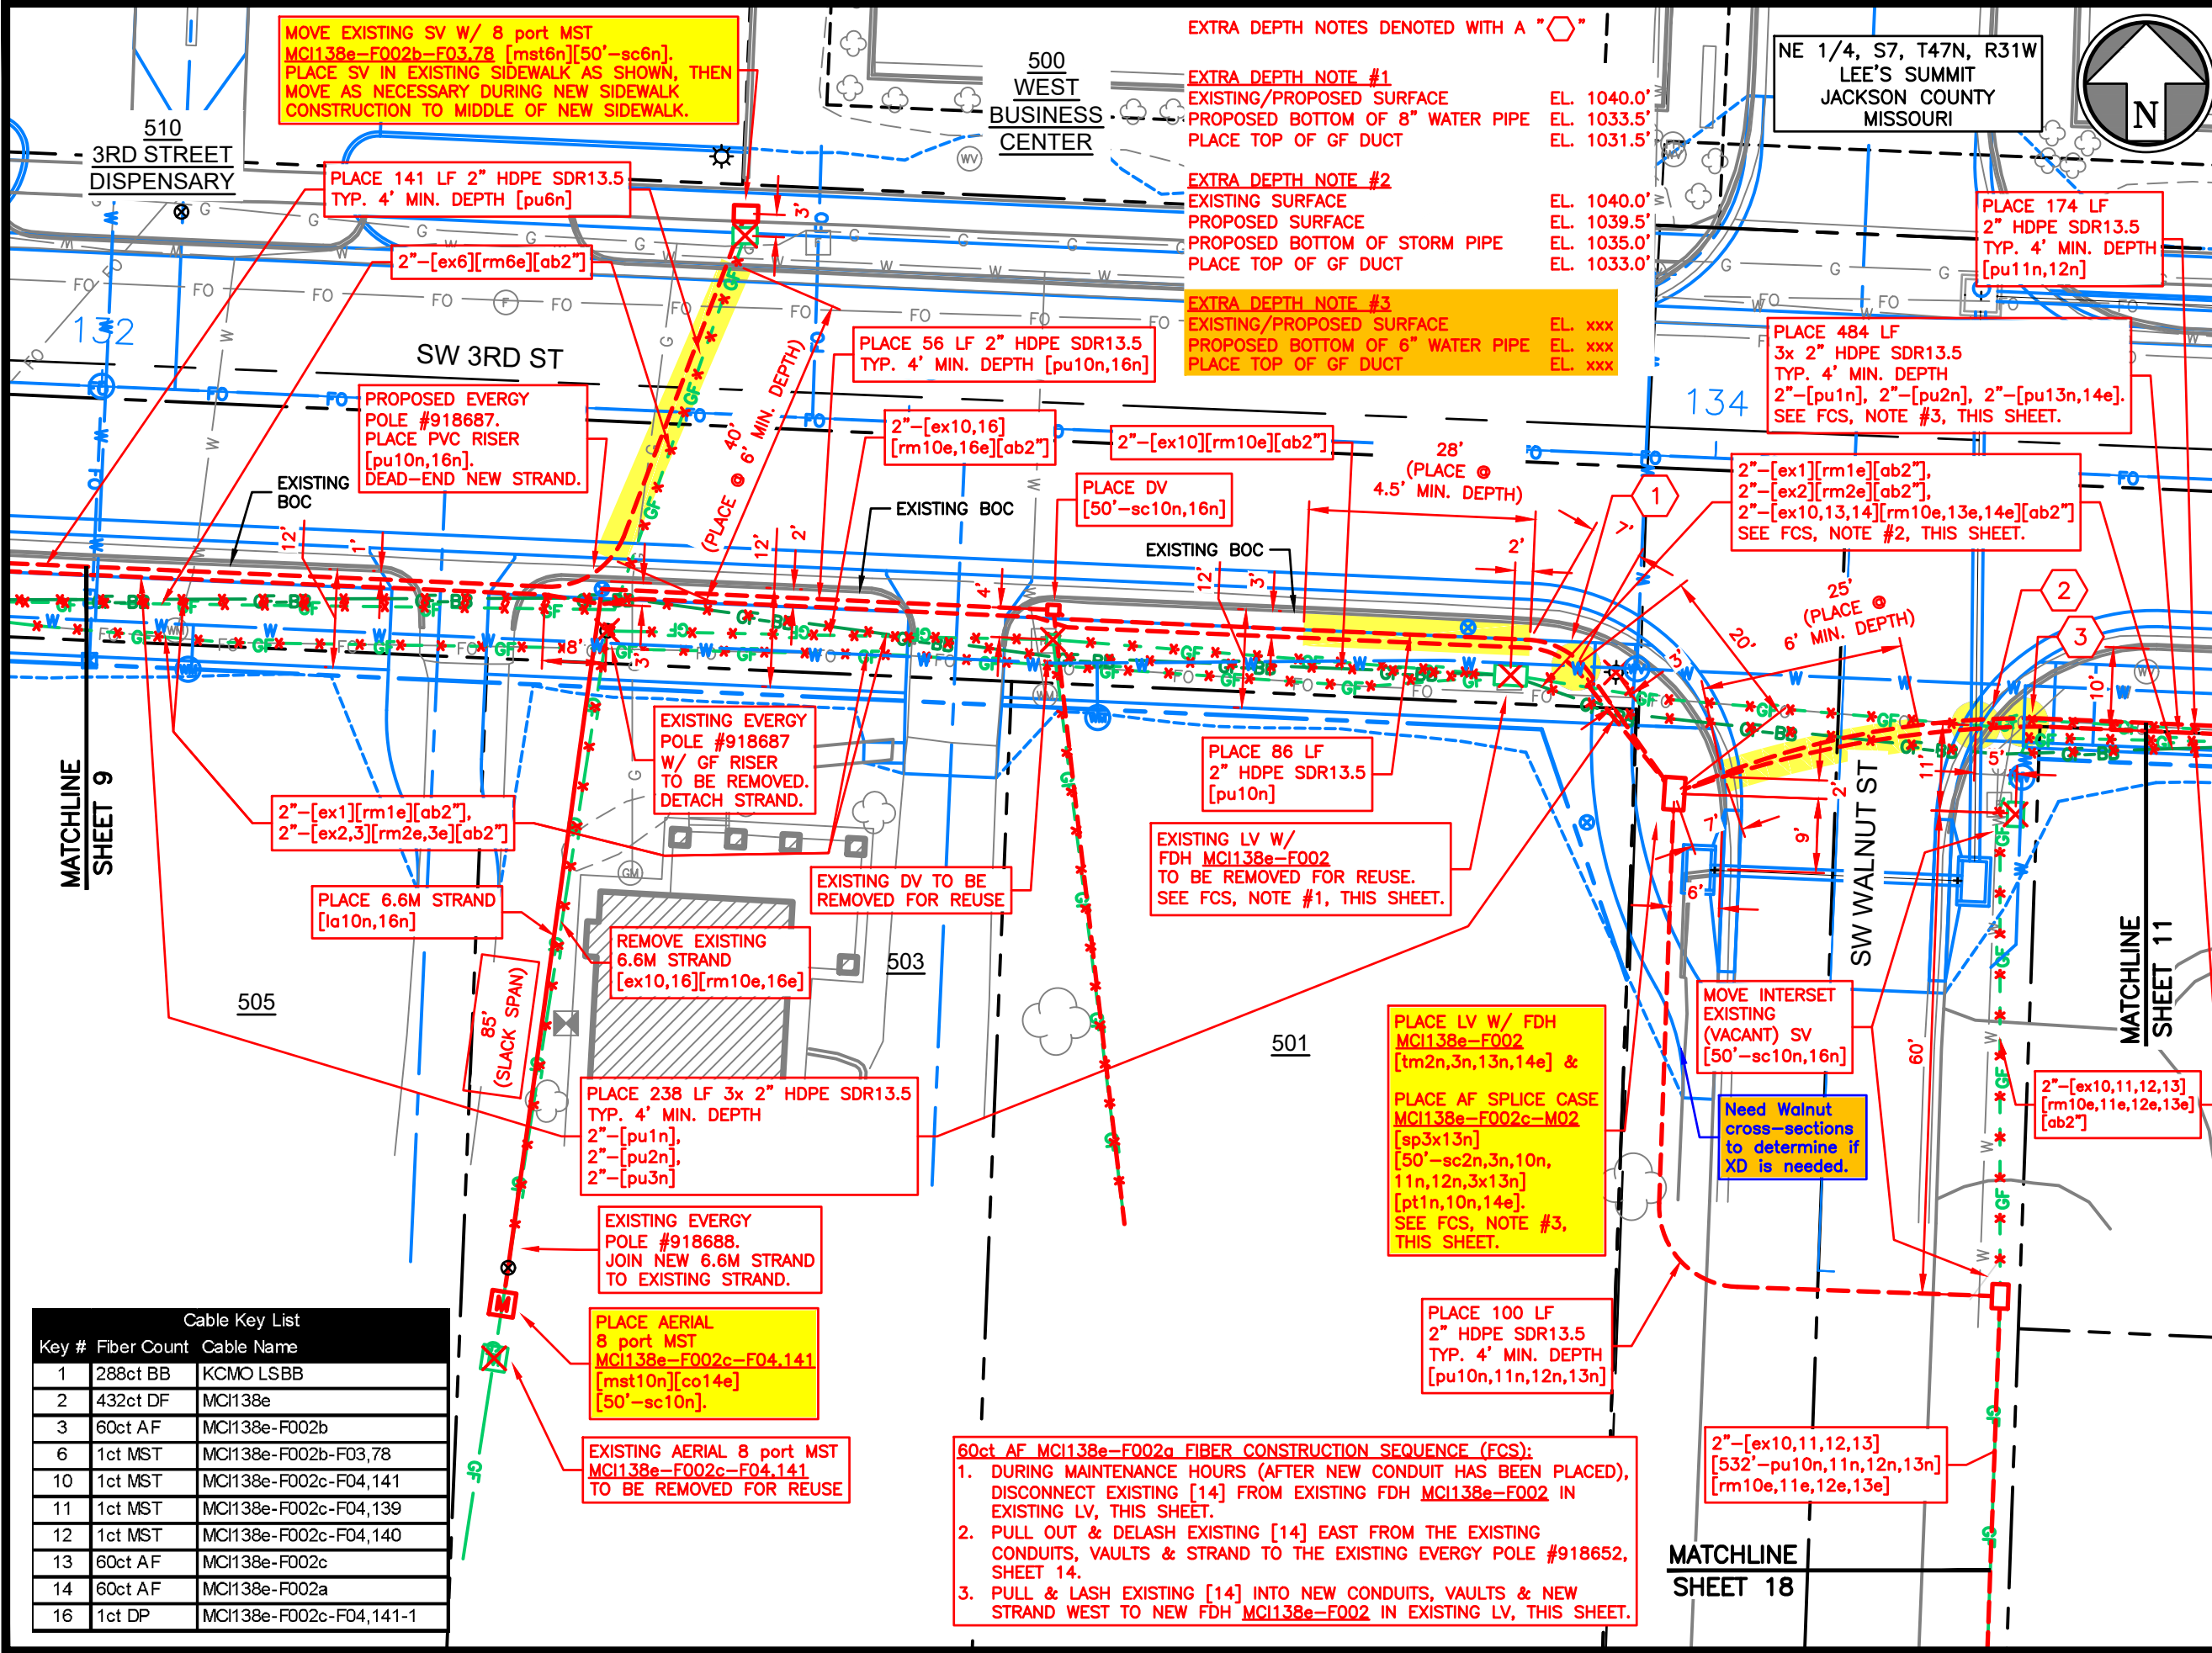 MOVE EXISTING SV W/ 8 port MST
MCI138e-F002b-F03,78 [mst6n][50'-sc6n].
PLACE SV IN EXISTING SIDEWALK AS SHOWN, THEN
MOVE AS NECESSARY DURING NEW SIDEWALK
CONSTRUCTION TO MIDDLE OF NEW SIDEWALK.
500
WEST
BUSINESS
CENTER
EXTRA DEPTH NOTES DENOTED WITH A "⬡"
EXTRA DEPTH NOTE #1
EXISTING/PROPOSED SURFACE EL. 1040.0'
PROPOSED BOTTOM OF 8" WATER PIPE EL. 1033.5'
PLACE TOP OF GF DUCT EL. 1031.5'
EXTRA DEPTH NOTE #2
EXISTING SURFACE EL. 1040.0'
PROPOSED SURFACE EL. 1039.5'
PROPOSED BOTTOM OF STORM PIPE EL. 1035.0'
PLACE TOP OF GF DUCT EL. 1033.0'
EXTRA DEPTH NOTE #3
EXISTING/PROPOSED SURFACE EL. xxx
PROPOSED BOTTOM OF 6" WATER PIPE EL. xxx
PLACE TOP OF GF DUCT EL. xxx
NE 1/4, S7, T47N, R31W
LEE'S SUMMIT
JACKSON COUNTY
MISSOURI
N
510
3RD STREET
DISPENSARY
PLACE 141 LF 2" HDPE SDR13.5
TYP. 4' MIN. DEPTH [pu6n]
2"-[ex6][rm6e][ab2"]
3'
PLACE 174 LF
2" HDPE SDR13.5
TYP. 4' MIN. DEPTH
[pu11n,12n]
132
SW 3RD ST
40'
(PLACE @ 6' MIN. DEPTH)
PLACE 56 LF 2" HDPE SDR13.5
TYP. 4' MIN. DEPTH [pu10n,16n]
PLACE 484 LF
3x 2" HDPE SDR13.5
TYP. 4' MIN. DEPTH
2"-[pu1n], 2"-[pu2n], 2"-[pu13n,14e].
SEE FCS, NOTE #3, THIS SHEET.
134
PROPOSED EVERGY
POLE #918687.
PLACE PVC RISER
[pu10n,16n].
DEAD-END NEW STRAND.
2"-[ex10,16]
[rm10e,16e][ab2"]
2"-[ex10][rm10e][ab2"]
28'
(PLACE @
4.5' MIN. DEPTH)
2"-[ex1][rm1e][ab2"],
2"-[ex2][rm2e][ab2"],
2"-[ex10,13,14][rm10e,13e,14e][ab2"]
SEE FCS, NOTE #2, THIS SHEET.
EXISTING
BOC
PLACE DV
[50'-sc10n,16n]
EXISTING BOC
EXISTING BOC
1
2
3
12'
1'
12'
2'
4'
12'
3'
2'
7'
8'
3'
3'
20'
25'
(PLACE @
6' MIN. DEPTH)
10'
11'
5'
2'
9'
7'
6'
60'
MATCHLINE
SHEET 9
EXISTING EVERGY
POLE #918687
W/ GF RISER
TO BE REMOVED.
DETACH STRAND.
PLACE 86 LF
2" HDPE SDR13.5
[pu10n]
2"-[ex1][rm1e][ab2"],
2"-[ex2,3][rm2e,3e][ab2"]
EXISTING LV W/
FDH MCI138e-F002
TO BE REMOVED FOR REUSE.
SEE FCS, NOTE #1, THIS SHEET.
SW WALNUT ST
MATCHLINE
SHEET 11
GM
EXISTING DV TO BE
REMOVED FOR REUSE
PLACE 6.6M STRAND
[la10n,16n]
REMOVE EXISTING
6.6M STRAND
[ex10,16][rm10e,16e]
503
505
501
85'
(SLACK SPAN)
MOVE INTERSET
EXISTING
(VACANT) SV
[50'-sc10n,16n]
PLACE LV W/ FDH
MCI138e-F002
[tm2n,3n,13n,14e] &
PLACE AF SPLICE CASE
MCI138e-F002c-M02
[sp3x13n]
[50'-sc2n,3n,10n,
11n,12n,3x13n]
[pt1n,10n,14e].
SEE FCS, NOTE #3,
THIS SHEET.
Need Walnut
cross-sections
to determine if
XD is needed.
2"-[ex10,11,12,13]
[rm10e,11e,12e,13e]
[ab2"]
PLACE 238 LF 3x 2" HDPE SDR13.5
TYP. 4' MIN. DEPTH
2"-[pu1n],
2"-[pu2n],
2"-[pu3n]
EXISTING EVERGY
POLE #918688.
JOIN NEW 6.6M STRAND
TO EXISTING STRAND.
M
PLACE AERIAL
8 port MST
MCI138e-F002c-F04,141
[mst10n][co14e]
[50'-sc10n].
PLACE 100 LF
2" HDPE SDR13.5
TYP. 4' MIN. DEPTH
[pu10n,11n,12n,13n]
EXISTING AERIAL 8 port MST
MCI138e-F002c-F04,141
TO BE REMOVED FOR REUSE
2"-[ex10,11,12,13]
[532'-pu10n,11n,12n,13n]
[rm10e,11e,12e,13e]
MATCHLINE
SHEET 18
Cable Key List
Key # Fiber Count Cable Name
1 288ct BB KCMO LSBB
2 432ct DF MCI138e
3 60ct AF MCI138e-F002b
6 1ct MST MCI138e-F002b-F03,78
10 1ct MST MCI138e-F002c-F04,141
11 1ct MST MCI138e-F002c-F04,139
12 1ct MST MCI138e-F002c-F04,140
13 60ct AF MCI138e-F002c
14 60ct AF MCI138e-F002a
16 1ct DP MCI138e-F002c-F04,141-1
60ct AF MCI138e-F002a FIBER CONSTRUCTION SEQUENCE (FCS):
1. DURING MAINTENANCE HOURS (AFTER NEW CONDUIT HAS BEEN PLACED),
DISCONNECT EXISTING [14] FROM EXISTING FDH MCI138e-F002 IN
EXISTING LV, THIS SHEET.
2. PULL OUT & DELASH EXISTING [14] EAST FROM THE EXISTING
CONDUITS, VAULTS & STRAND TO THE EXISTING EVERGY POLE #918652,
SHEET 14.
3. PULL & LASH EXISTING [14] INTO NEW CONDUITS, VAULTS & NEW
STRAND WEST TO NEW FDH MCI138e-F002 IN EXISTING LV, THIS SHEET.